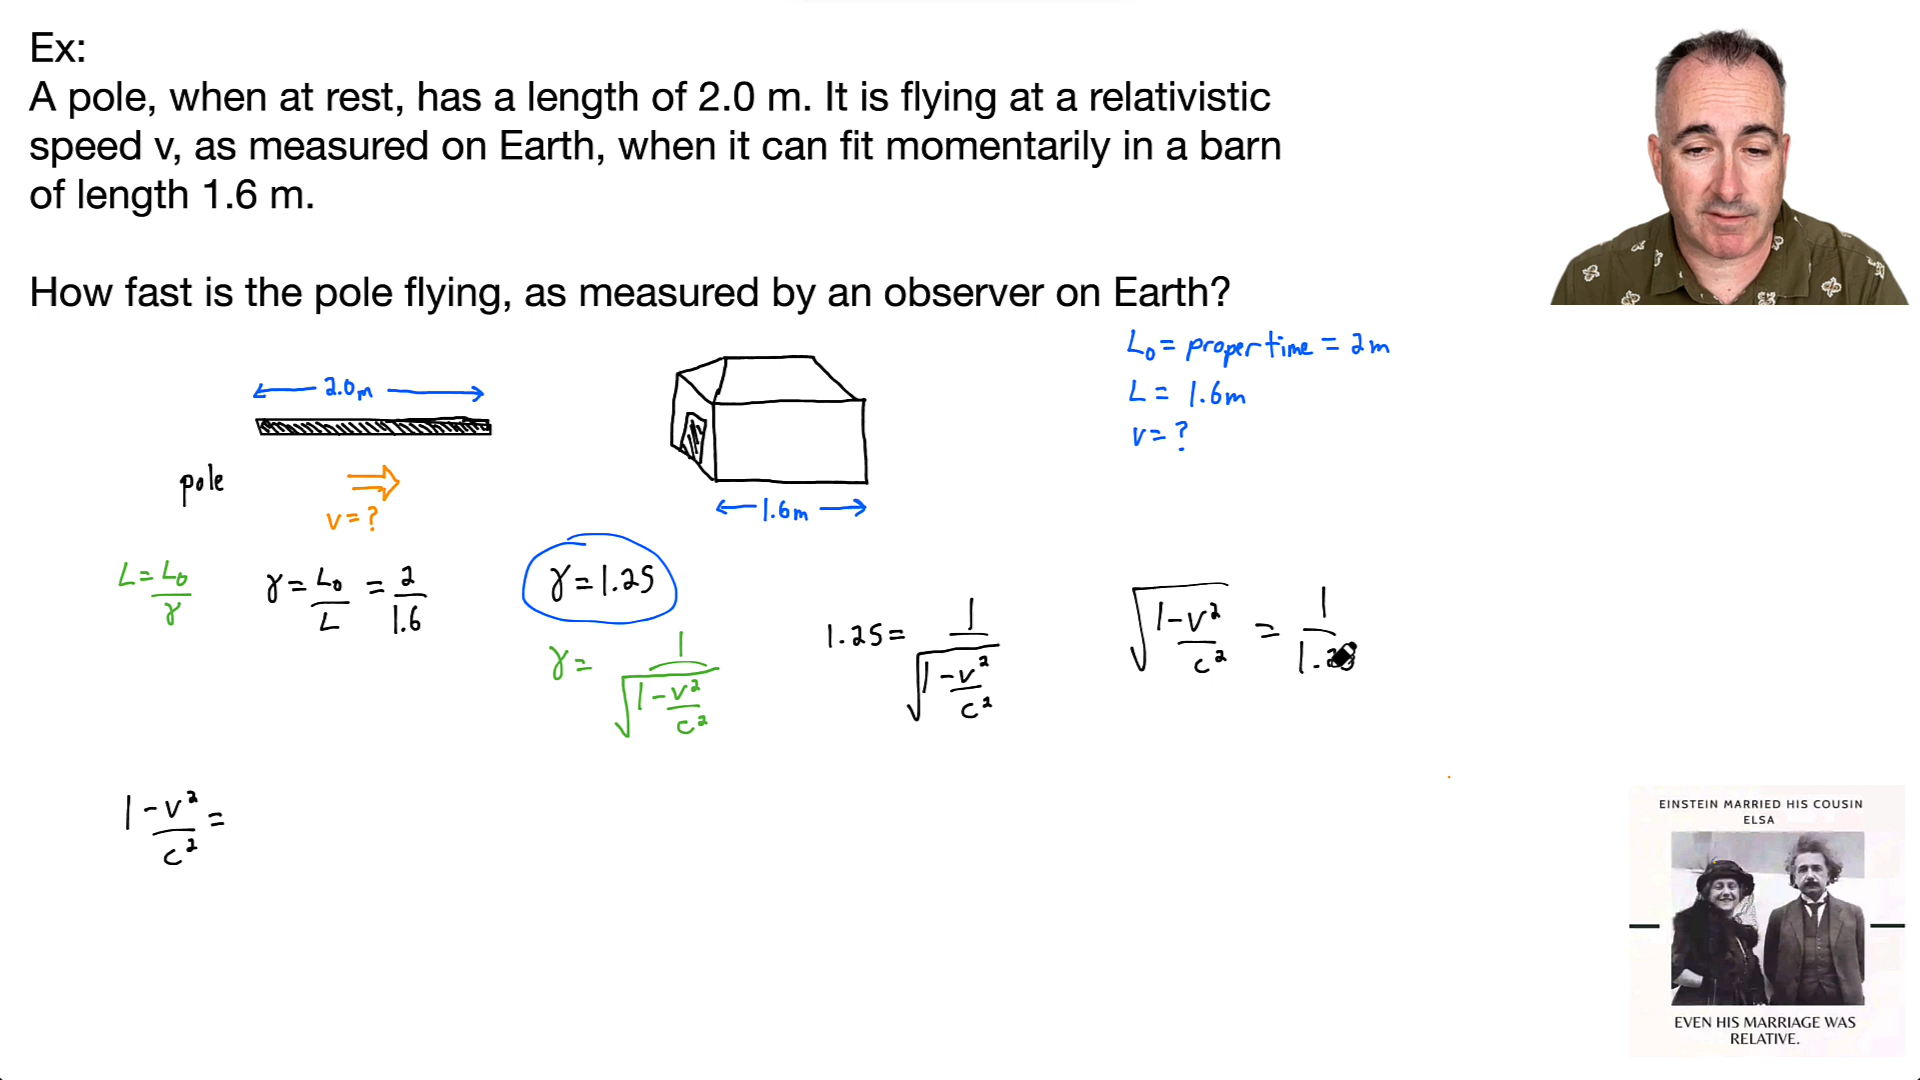 Ex:
A pole, when at rest, has a length of 2.0 m. It is flying at a relativistic
speed v, as measured on Earth, when it can fit momentarily in a barn
of length 1.6 m.
How fast is the pole flying, as measured by an observer on Earth?
L₀ = proper time = 2m
L = 1.6m
v = ?
2.0m
pole
v = ?
1.6m
L = L₀/γ
γ = L₀/L = 2/1.6
γ = 1.25
γ = 1/√(1 - v²/c²)
1.25 = 1/√(1 - v²/c²)
√(1 - v²/c²) = 1/1.25
1 - v²/c² =
EINSTEIN MARRIED HIS COUSIN
ELSA
EVEN HIS MARRIAGE WAS
RELATIVE.